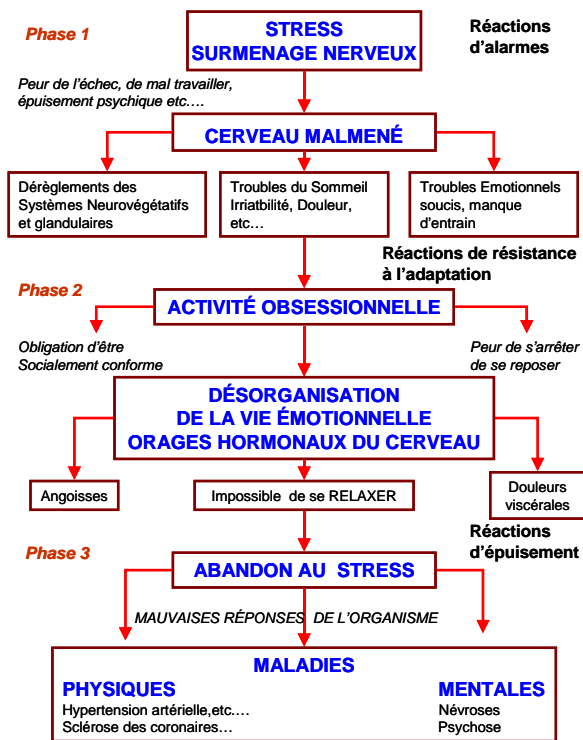 Phase 1
STRESS
SURMENAGE NERVEUX
Réactions
d'alarmes
Peur de l'échec, de mal travailler,
épuisement psychique etc….
CERVEAU MALMENÉ
Dérèglements des
Systèmes Neurovégétatifs
et glandulaires
Troubles du Sommeil
Irriatbilité, Douleur,
etc…
Troubles Emotionnels
soucis, manque
d'entrain
Réactions de résistance
à l'adaptation
Phase 2
ACTIVITÉ OBSESSIONNELLE
Obligation d'être
Socialement conforme
Peur de s'arrêter
de se reposer
DÉSORGANISATION
DE LA VIE ÉMOTIONNELLE
ORAGES HORMONAUX DU CERVEAU
Angoisses
Impossible de se RELAXER
Douleurs
viscérales
Réactions
d'épuisement
Phase 3
ABANDON AU STRESS
MAUVAISES RÉPONSES DE L'ORGANISME
MALADIES
PHYSIQUES
Hypertension artérielle,etc….
Sclérose des coronaires…
MENTALES
Névroses
Psychose